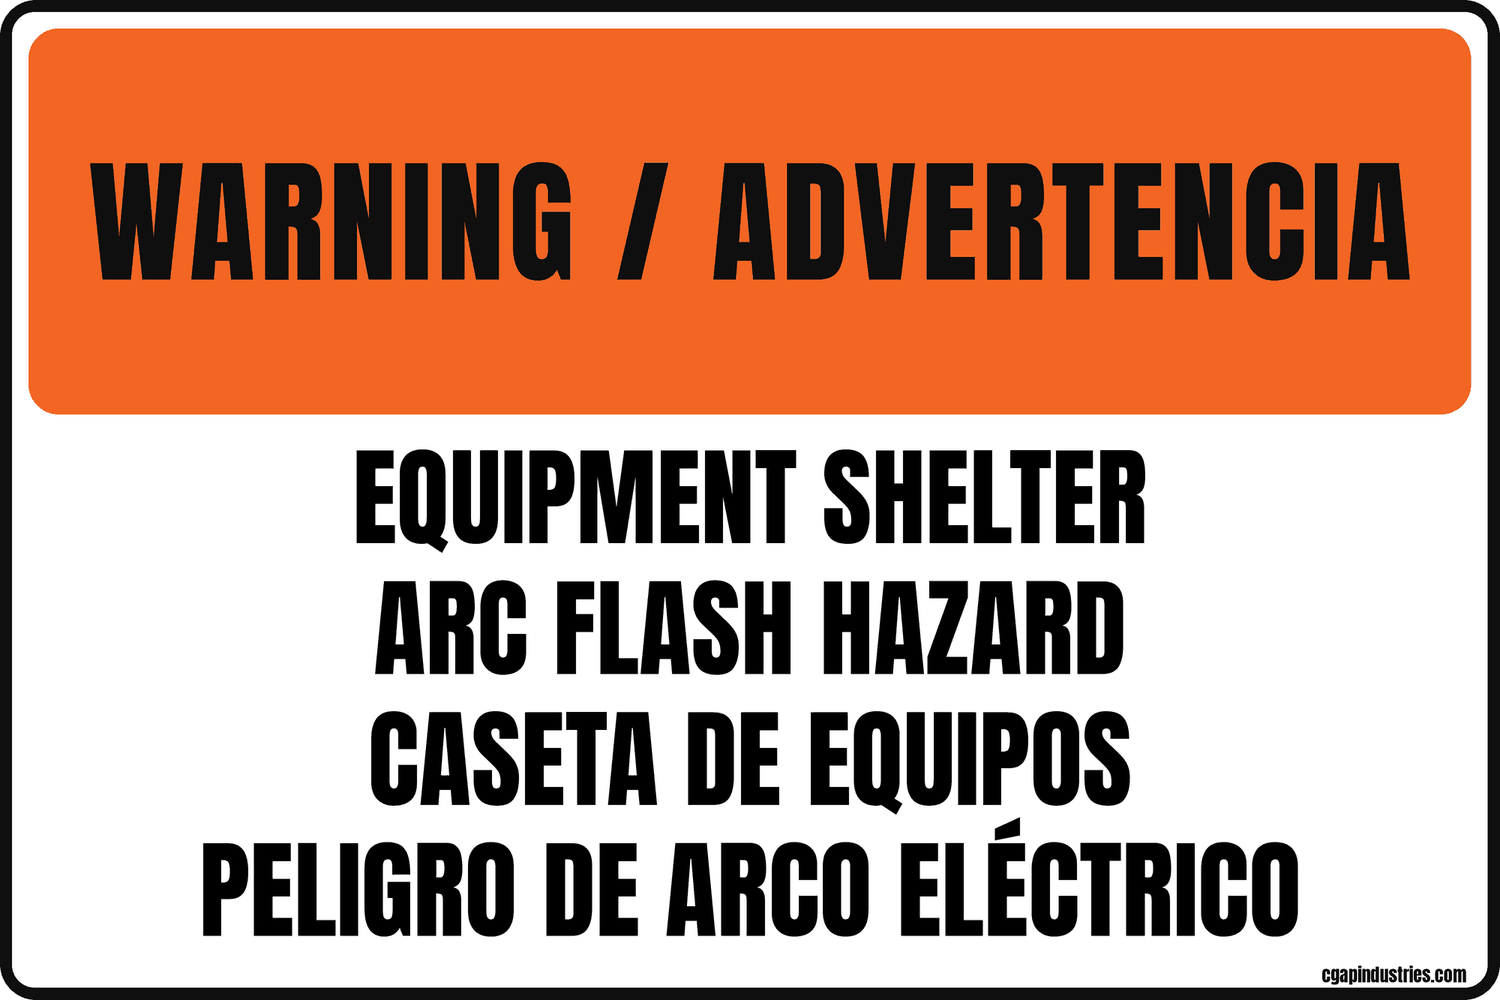 WARNING / ADVERTENCIA
EQUIPMENT SHELTER
ARC FLASH HAZARD
CASETA DE EQUIPOS
PELIGRO DE ARCO ELÉCTRICO
cgapindustries.com